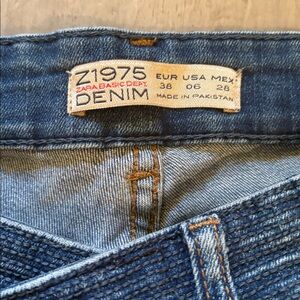 Z1975
ZARA BASIC DEPT.
DENIM
EUR USA MEX
38 06 28
MADE IN PAKISTAN